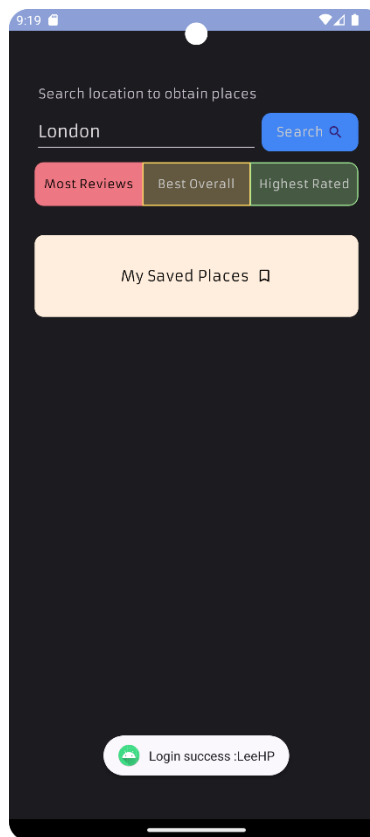 9:19
Search location to obtain places
London
Search
Most Reviews
Best Overall
Highest Rated
My Saved Places
Login success :LeeHP